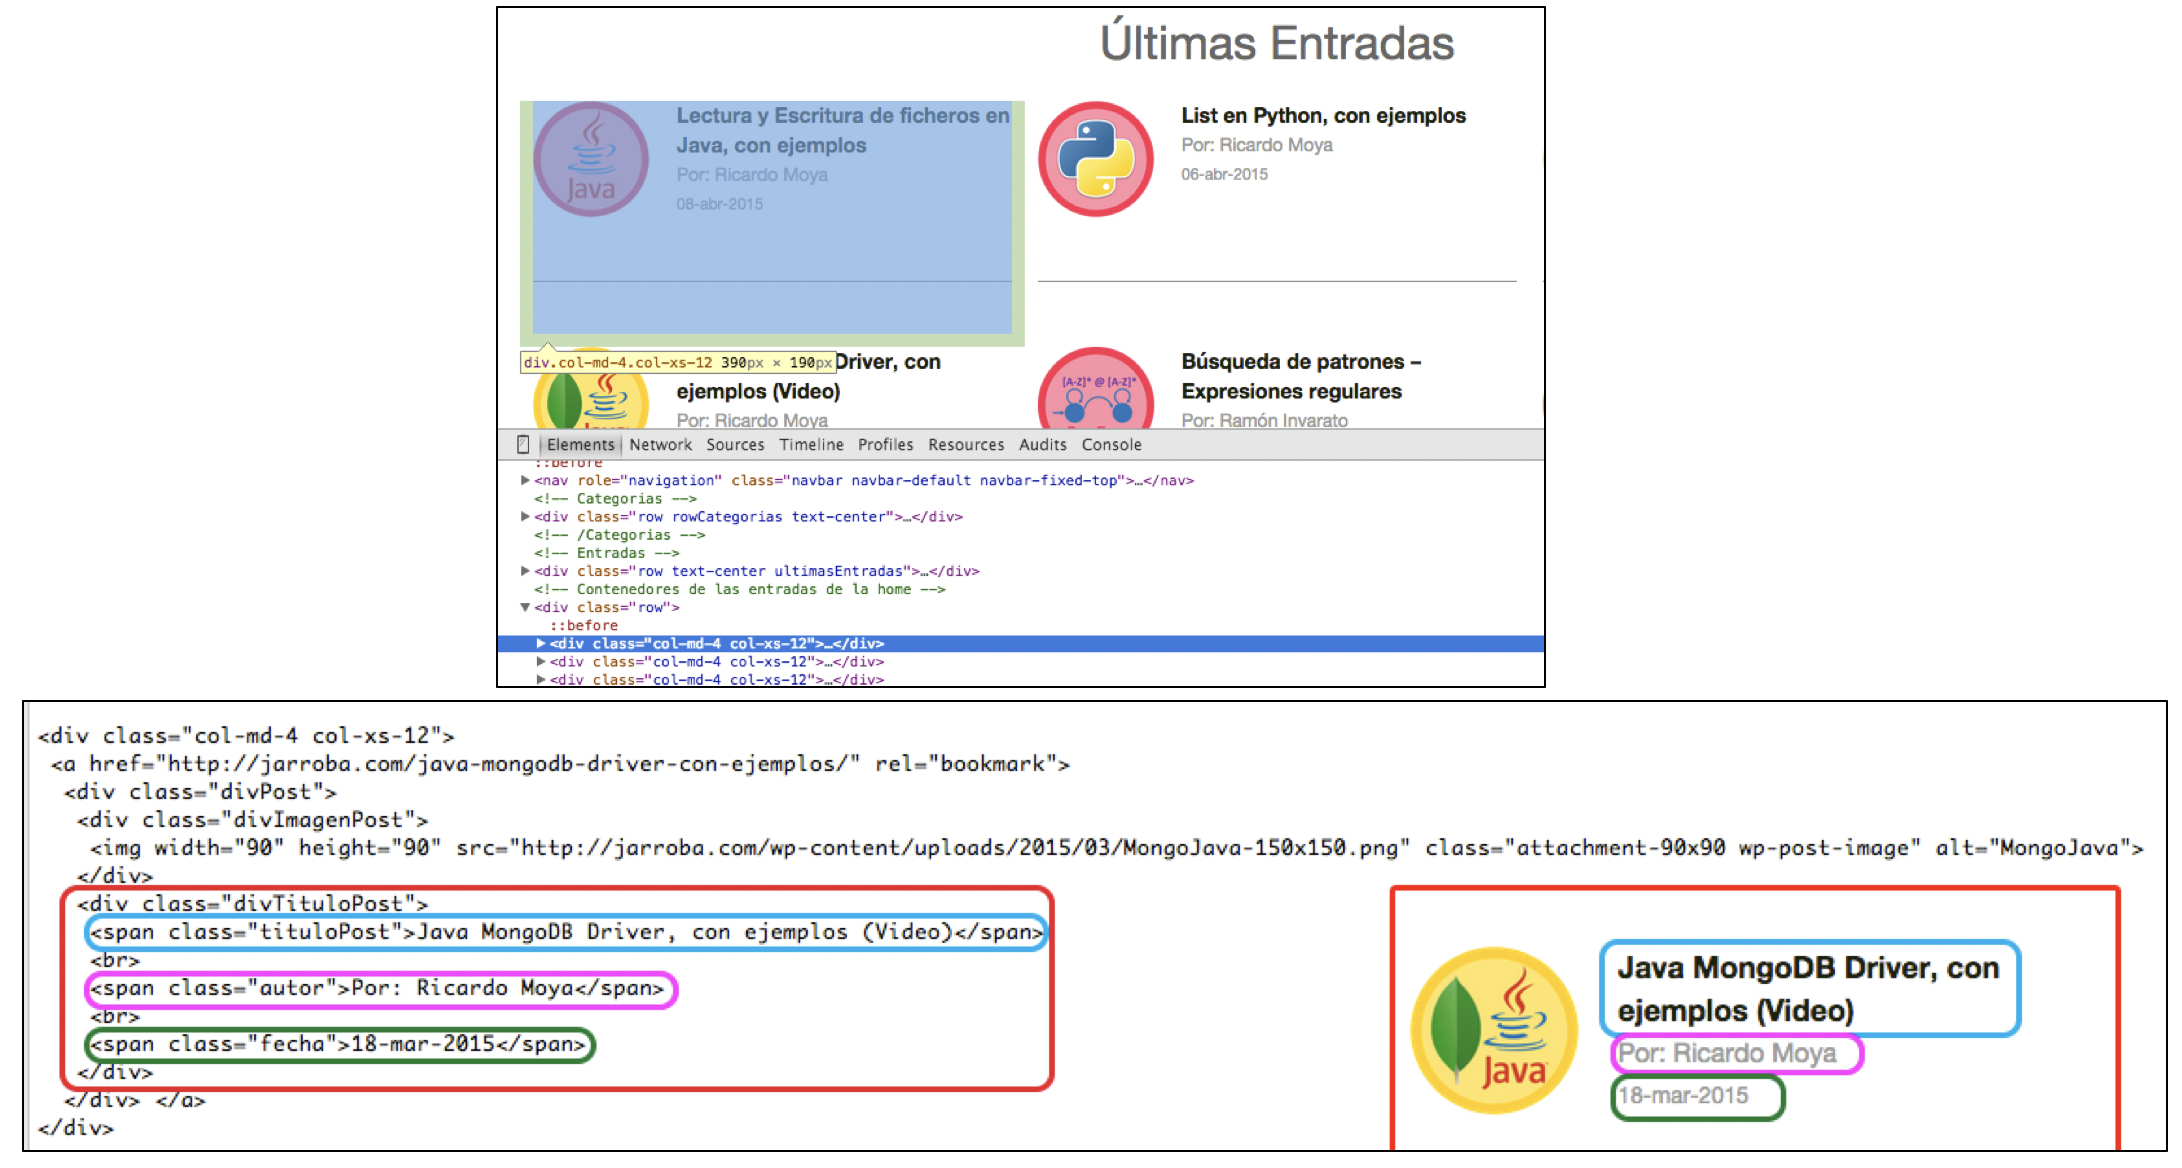 Últimas Entradas
Lectura y Escritura de ficheros en
Java, con ejemplos
Por: Ricardo Moya
08-abr-2015
Java
List en Python, con ejemplos
Por: Ricardo Moya
06-abr-2015
div.col-md-4.col-xs-12 390px × 190px
Driver, con
ejemplos (Video)
Por: Ricardo Moya
[A-Z]* @ [A-Z]*
Búsqueda de patrones –
Expresiones regulares
Por: Ramón Invarato
Elements Network Sources Timeline Profiles Resources Audits Console
::before
▶<nav role="navigation" class="navbar navbar-default navbar-fixed-top">…</nav>
<!-- Categorias -->
▶<div class="row rowCategorias text-center">…</div>
<!-- /Categorias -->
<!-- Entradas -->
▶<div class="row text-center ultimasEntradas">…</div>
<!-- Contenedores de las entradas de la home -->
▼<div class="row">
::before
▶<div class="col-md-4 col-xs-12">…</div>
▶<div class="col-md-4 col-xs-12">…</div>
▶<div class="col-md-4 col-xs-12">…</div>
<div class="col-md-4 col-xs-12">
<a href="http://jarroba.com/java-mongodb-driver-con-ejemplos/" rel="bookmark">
<div class="divPost">
<div class="divImagenPost">
<img width="90" height="90" src="http://jarroba.com/wp-content/uploads/2015/03/MongoJava-150x150.png" class="attachment-90x90 wp-post-image" alt="MongoJava">
</div>
<div class="divTituloPost">
<span class="tituloPost">Java MongoDB Driver, con ejemplos (Video)</span>
<br>
<span class="autor">Por: Ricardo Moya</span>
<br>
<span class="fecha">18-mar-2015</span>
</div>
</div> </a>
</div>
Java
Java MongoDB Driver, con
ejemplos (Video)
Por: Ricardo Moya
18-mar-2015